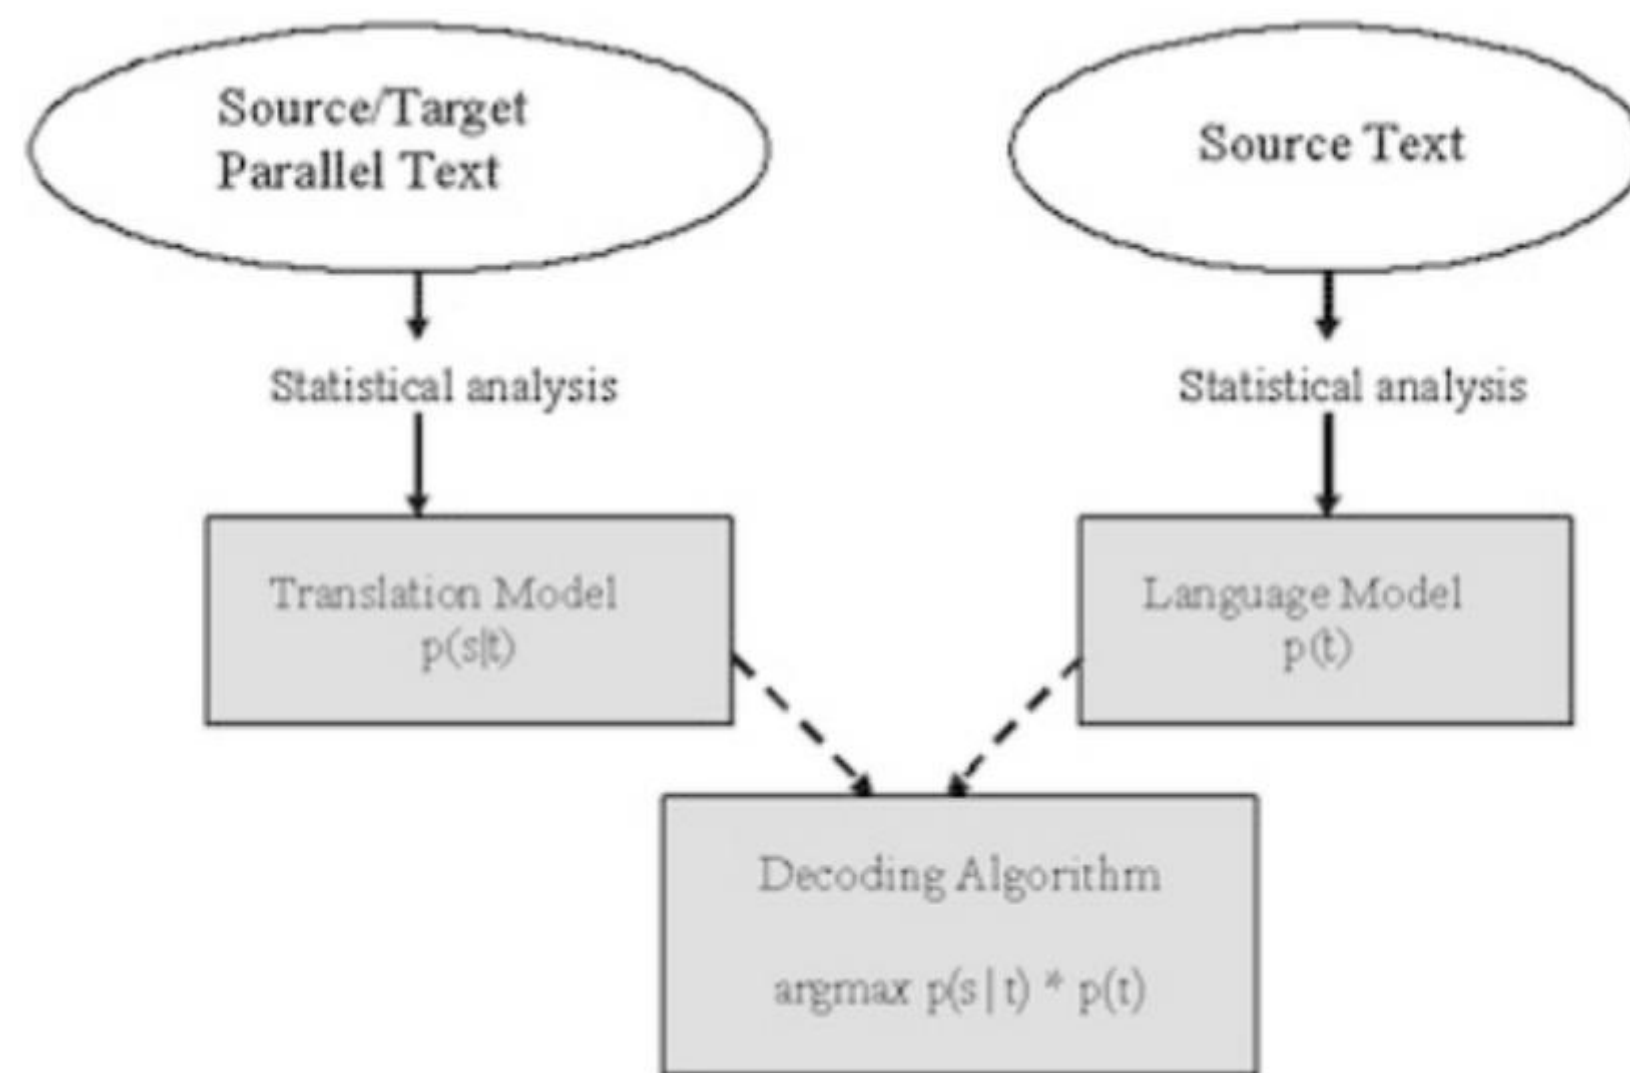 Source/Target
Parallel Text
Source Text
Statistical analysis
Statistical analysis
Translation Model
p(s|t)
Language Model
p(t)
Decoding Algorithm
argmax p(s | t) * p(t)